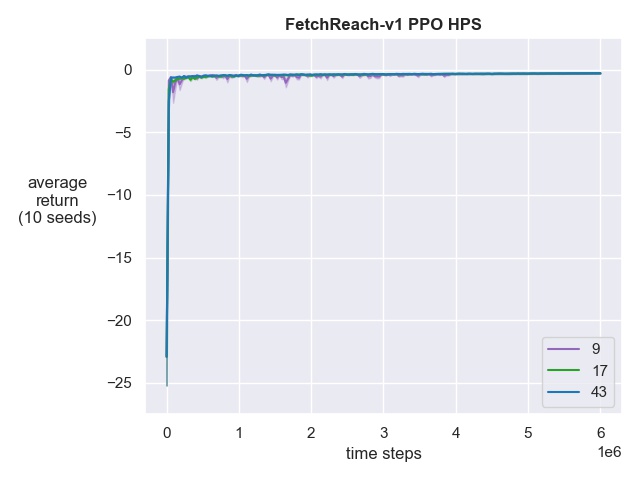 FetchReach-v1 PPO HPS
0
−5
−10
−15
−20
−25
average
return
(10 seeds)
9
17
43
0 1 2 3 4 5 6
1e6
time steps